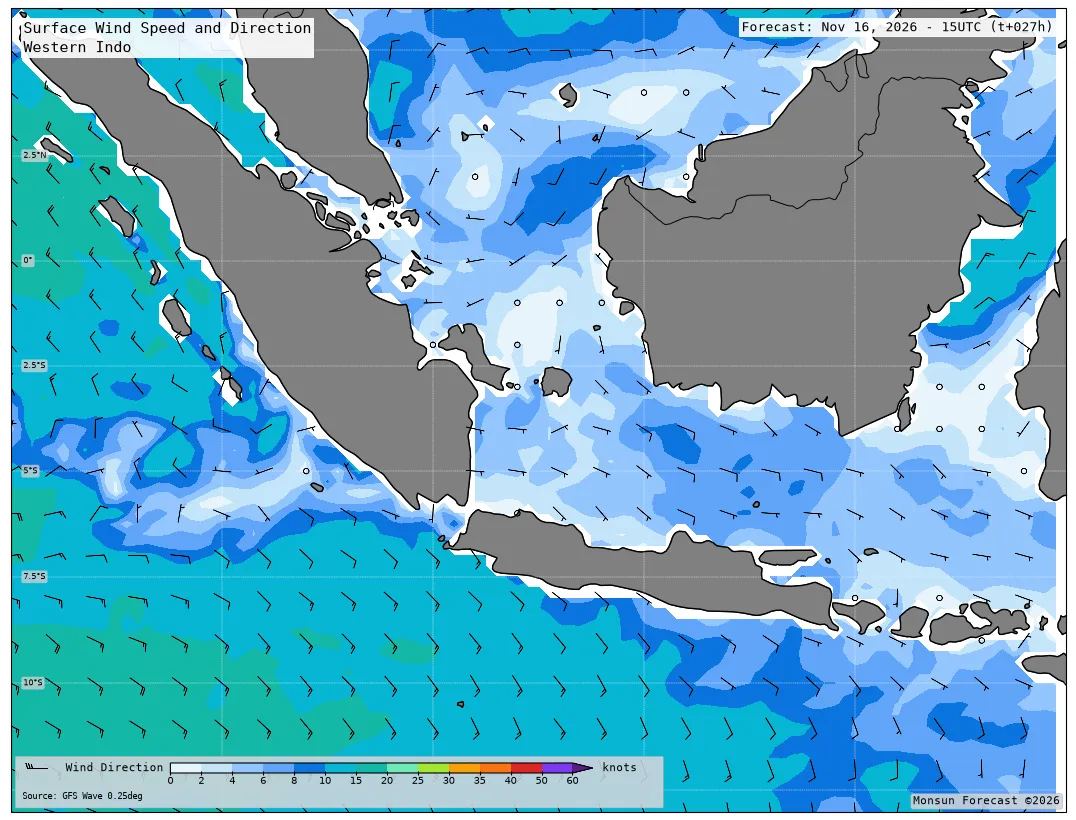 Surface Wind Speed and Direction
Western Indo
Forecast: Nov 16, 2026 - 15UTC (t+027h)
2.5°N
0°
2.5°S
5°S
7.5°S
10°S
Wind Direction
0 2 4 6 8 10 15 20 25 30 35 40 50 60
knots
Source: GFS Wave 0.25deg
Monsun Forecast ©2026